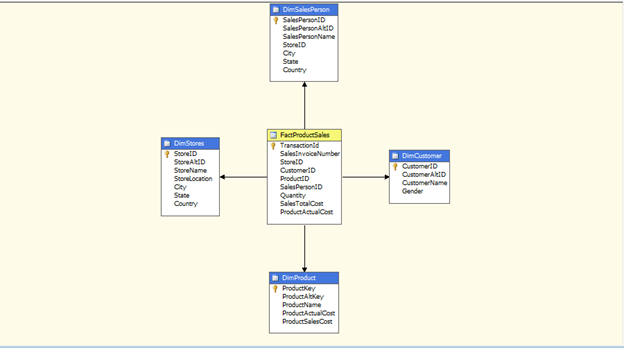 DimSalesPerson
SalesPersonID
SalesPersonAltID
SalesPersonName
StoreID
City
State
Country
FactProductSales
TransactionId
SalesInvoiceNumber
StoreID
CustomerID
ProductID
SalesPersonID
Quantity
SalesTotalCost
ProductActualCost
DimStores
StoreID
StoreAltID
StoreName
StoreLocation
City
State
Country
DimCustomer
CustomerID
CustomerAltID
CustomerName
Gender
DimProduct
ProductKey
ProductAltKey
ProductName
ProductActualCost
ProductSalesCost